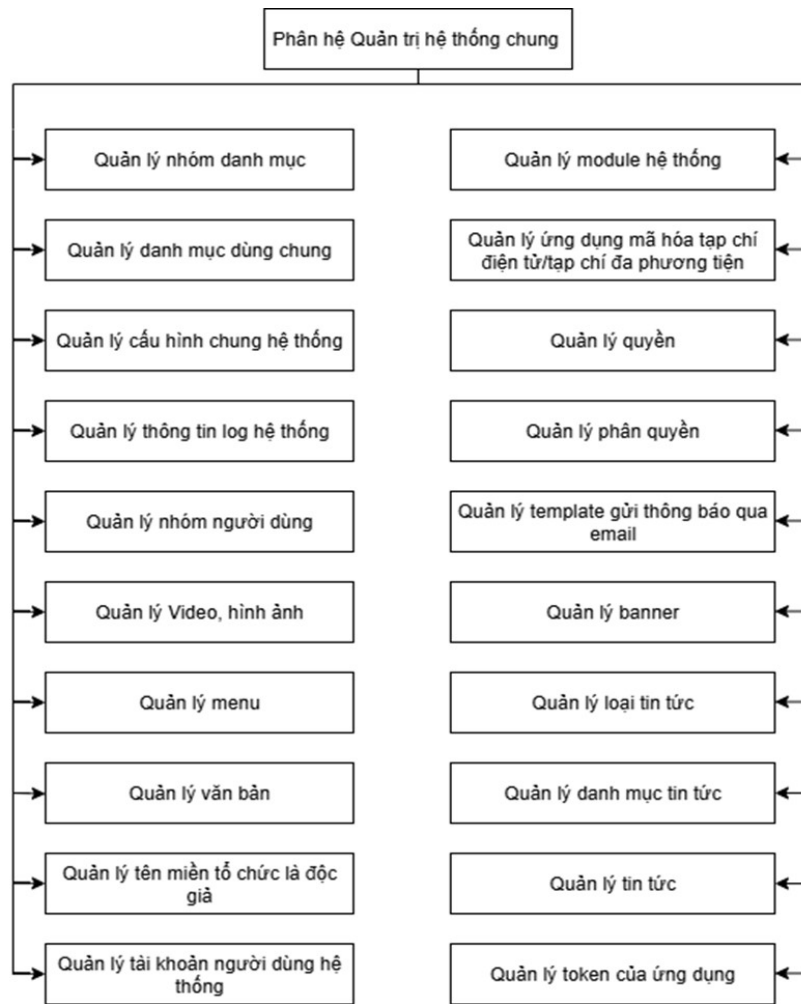 Phân hệ Quản trị hệ thống chung
Quản lý nhóm danh mục
Quản lý danh mục dùng chung
Quản lý cấu hình chung hệ thống
Quản lý thông tin log hệ thống
Quản lý nhóm người dùng
Quản lý Video, hình ảnh
Quản lý menu
Quản lý văn bản
Quản lý tên miền tổ chức là độc
giả
Quản lý tài khoản người dùng hệ
thống
Quản lý module hệ thống
Quản lý ứng dụng mã hóa tạp chí
điện tử/tạp chí đa phương tiện
Quản lý quyền
Quản lý phân quyền
Quản lý template gửi thông báo qua
email
Quản lý banner
Quản lý loại tin tức
Quản lý danh mục tin tức
Quản lý tin tức
Quản lý token của ứng dụng